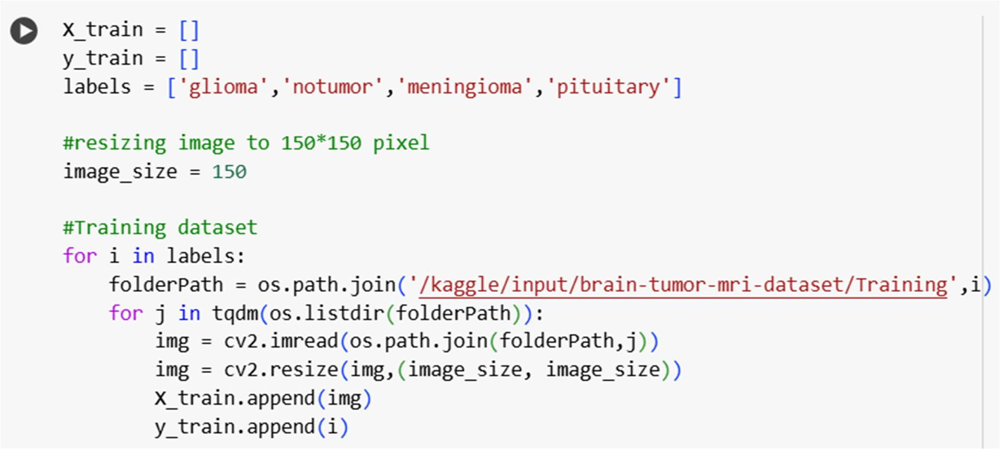 X_train = []
y_train = []
labels = ['glioma','notumor','meningioma','pituitary']
#resizing image to 150*150 pixel
image_size = 150
#Training dataset
for i in labels:
    folderPath = os.path.join('/kaggle/input/brain-tumor-mri-dataset/Training',i)
    for j in tqdm(os.listdir(folderPath)):
        img = cv2.imread(os.path.join(folderPath,j))
        img = cv2.resize(img,(image_size, image_size))
        X_train.append(img)
        y_train.append(i)